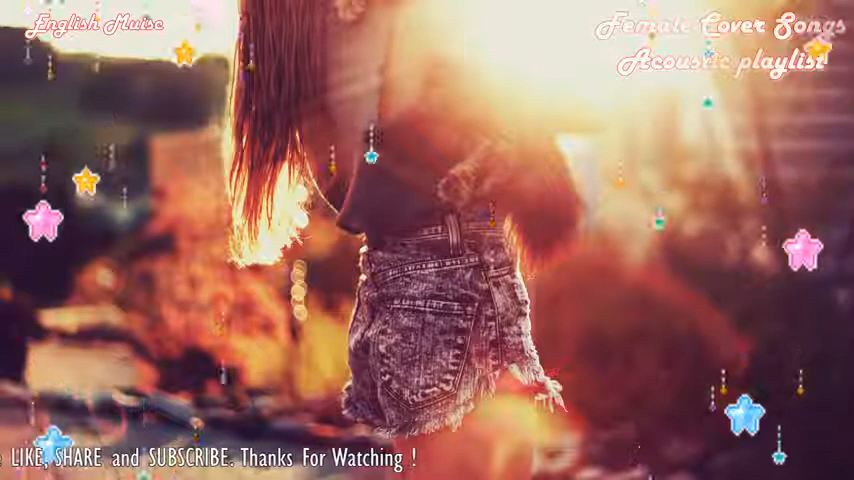 English Muisc
Female Cover Songs
Acoustic playlist
LIKE, SHARE and SUBSCRIBE. Thanks For Watching !